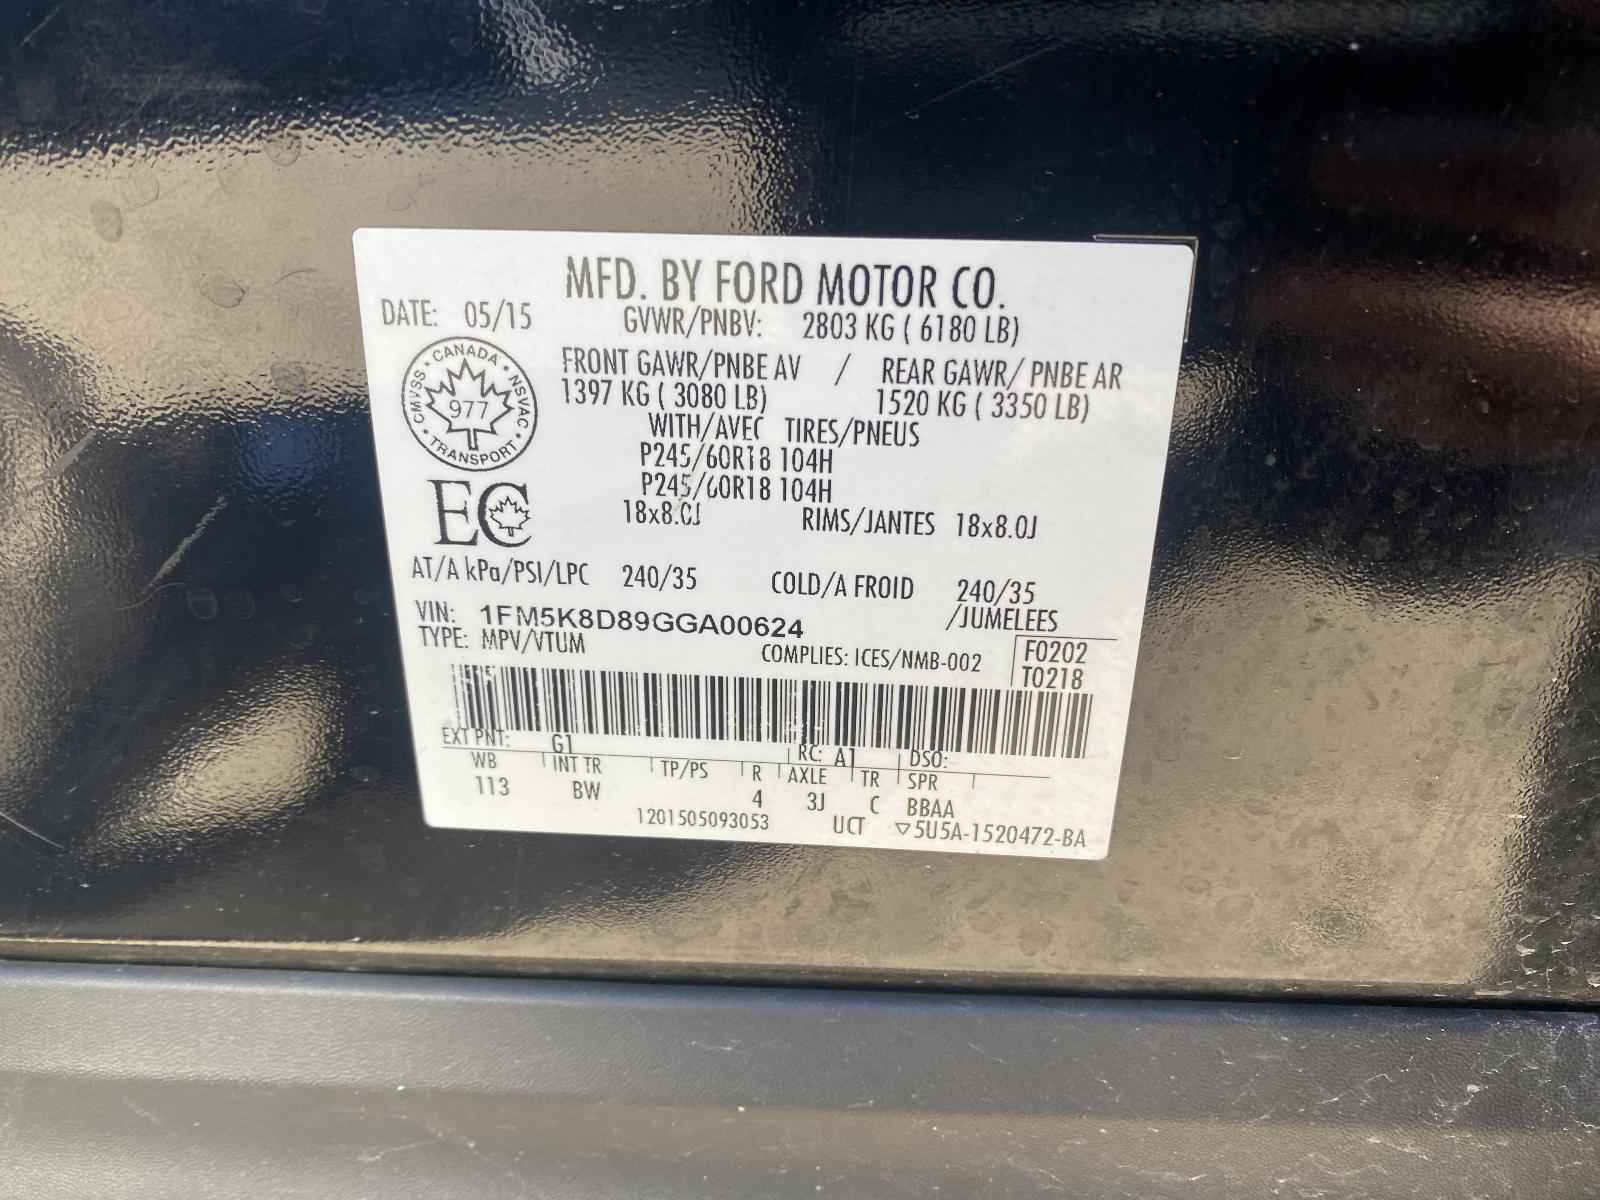 MFD. BY FORD MOTOR CO.
DATE: 05/15 GVWR/PNBV: 2803 KG ( 6180 LB)
FRONT GAWR/PNBE AV / REAR GAWR/ PNBE AR
1397 KG ( 3080 LB) 1520 KG ( 3350 LB)
CANADA
CMVSS 977 NSVAC
TRANSPORT
WITH/AVEC TIRES/PNEUS
P245/60R18 104H
P245/60R18 104H
EC
18x8.0J RIMS/JANTES 18x8.0J
AT/A kPa/PSI/LPC 240/35 COLD/A FROID 240/35
VIN: 1FM5K8D89GGA00624 /JUMELEES
TYPE: MPV/VTUM COMPLIES: ICES/NMB-002 F0202
T0218
EXT PNT: G1 RC: A1 DSO:
WB INT TR TP/PS R AXLE TR SPR
113 BW 4 3J C BBAA
1201505093053 UCT ▽5U5A-1520472-BA